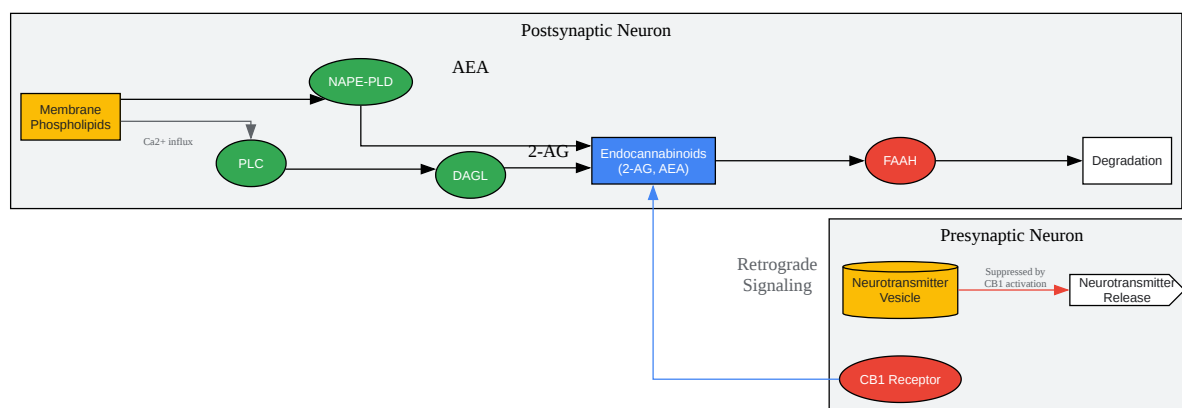 Postsynaptic Neuron
NAPE-PLD
AEA
Membrane
Phospholipids
Ca2+ influx
PLC
DAGL
2-AG
Endocannabinoids
(2-AG, AEA)
FAAH
Degradation
Retrograde
Signaling
Presynaptic Neuron
Neurotransmitter
Vesicle
Suppressed by
CB1 activation
Neurotransmitter
Release
CB1 Receptor